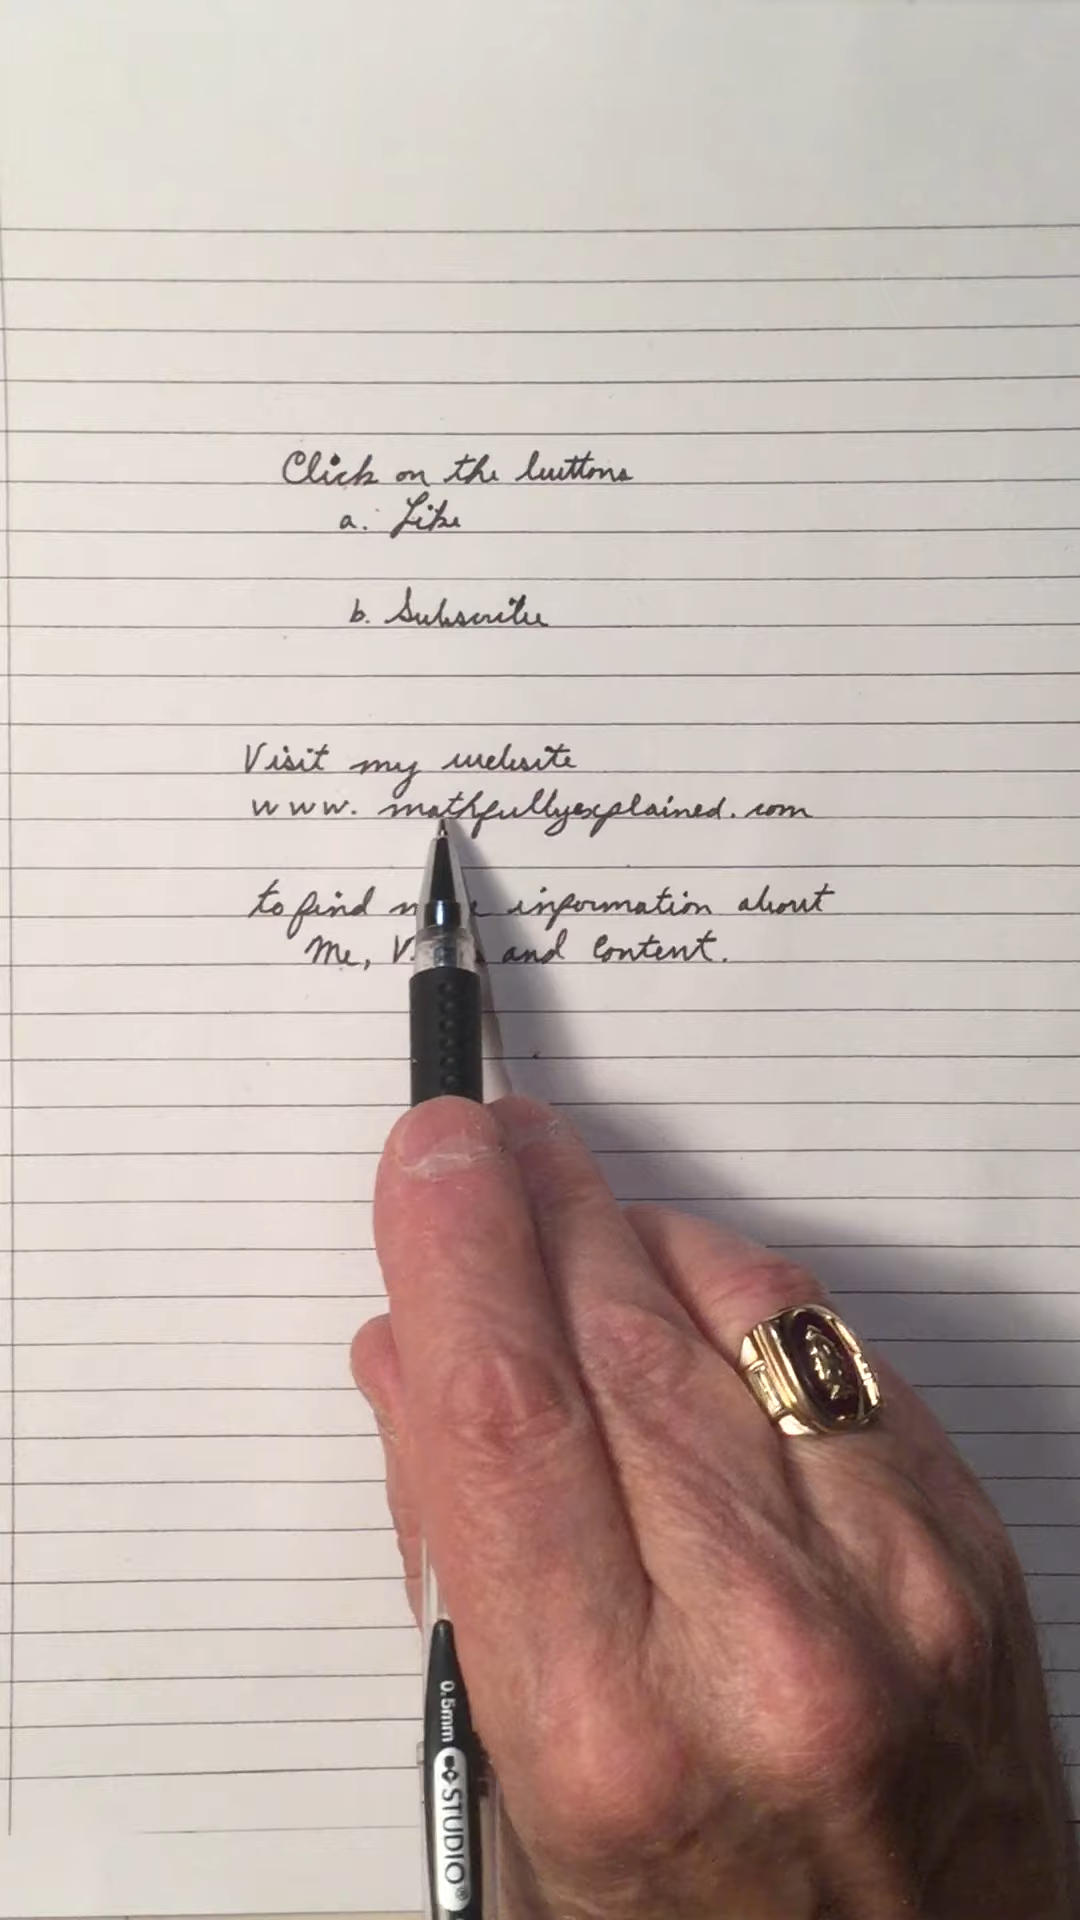 Click on the buttons
a. Like
b. Subscribe
Visit my website
www.mathfullyexplained.com
to find information about
Me, and Content.
0.5mm STUDIO®